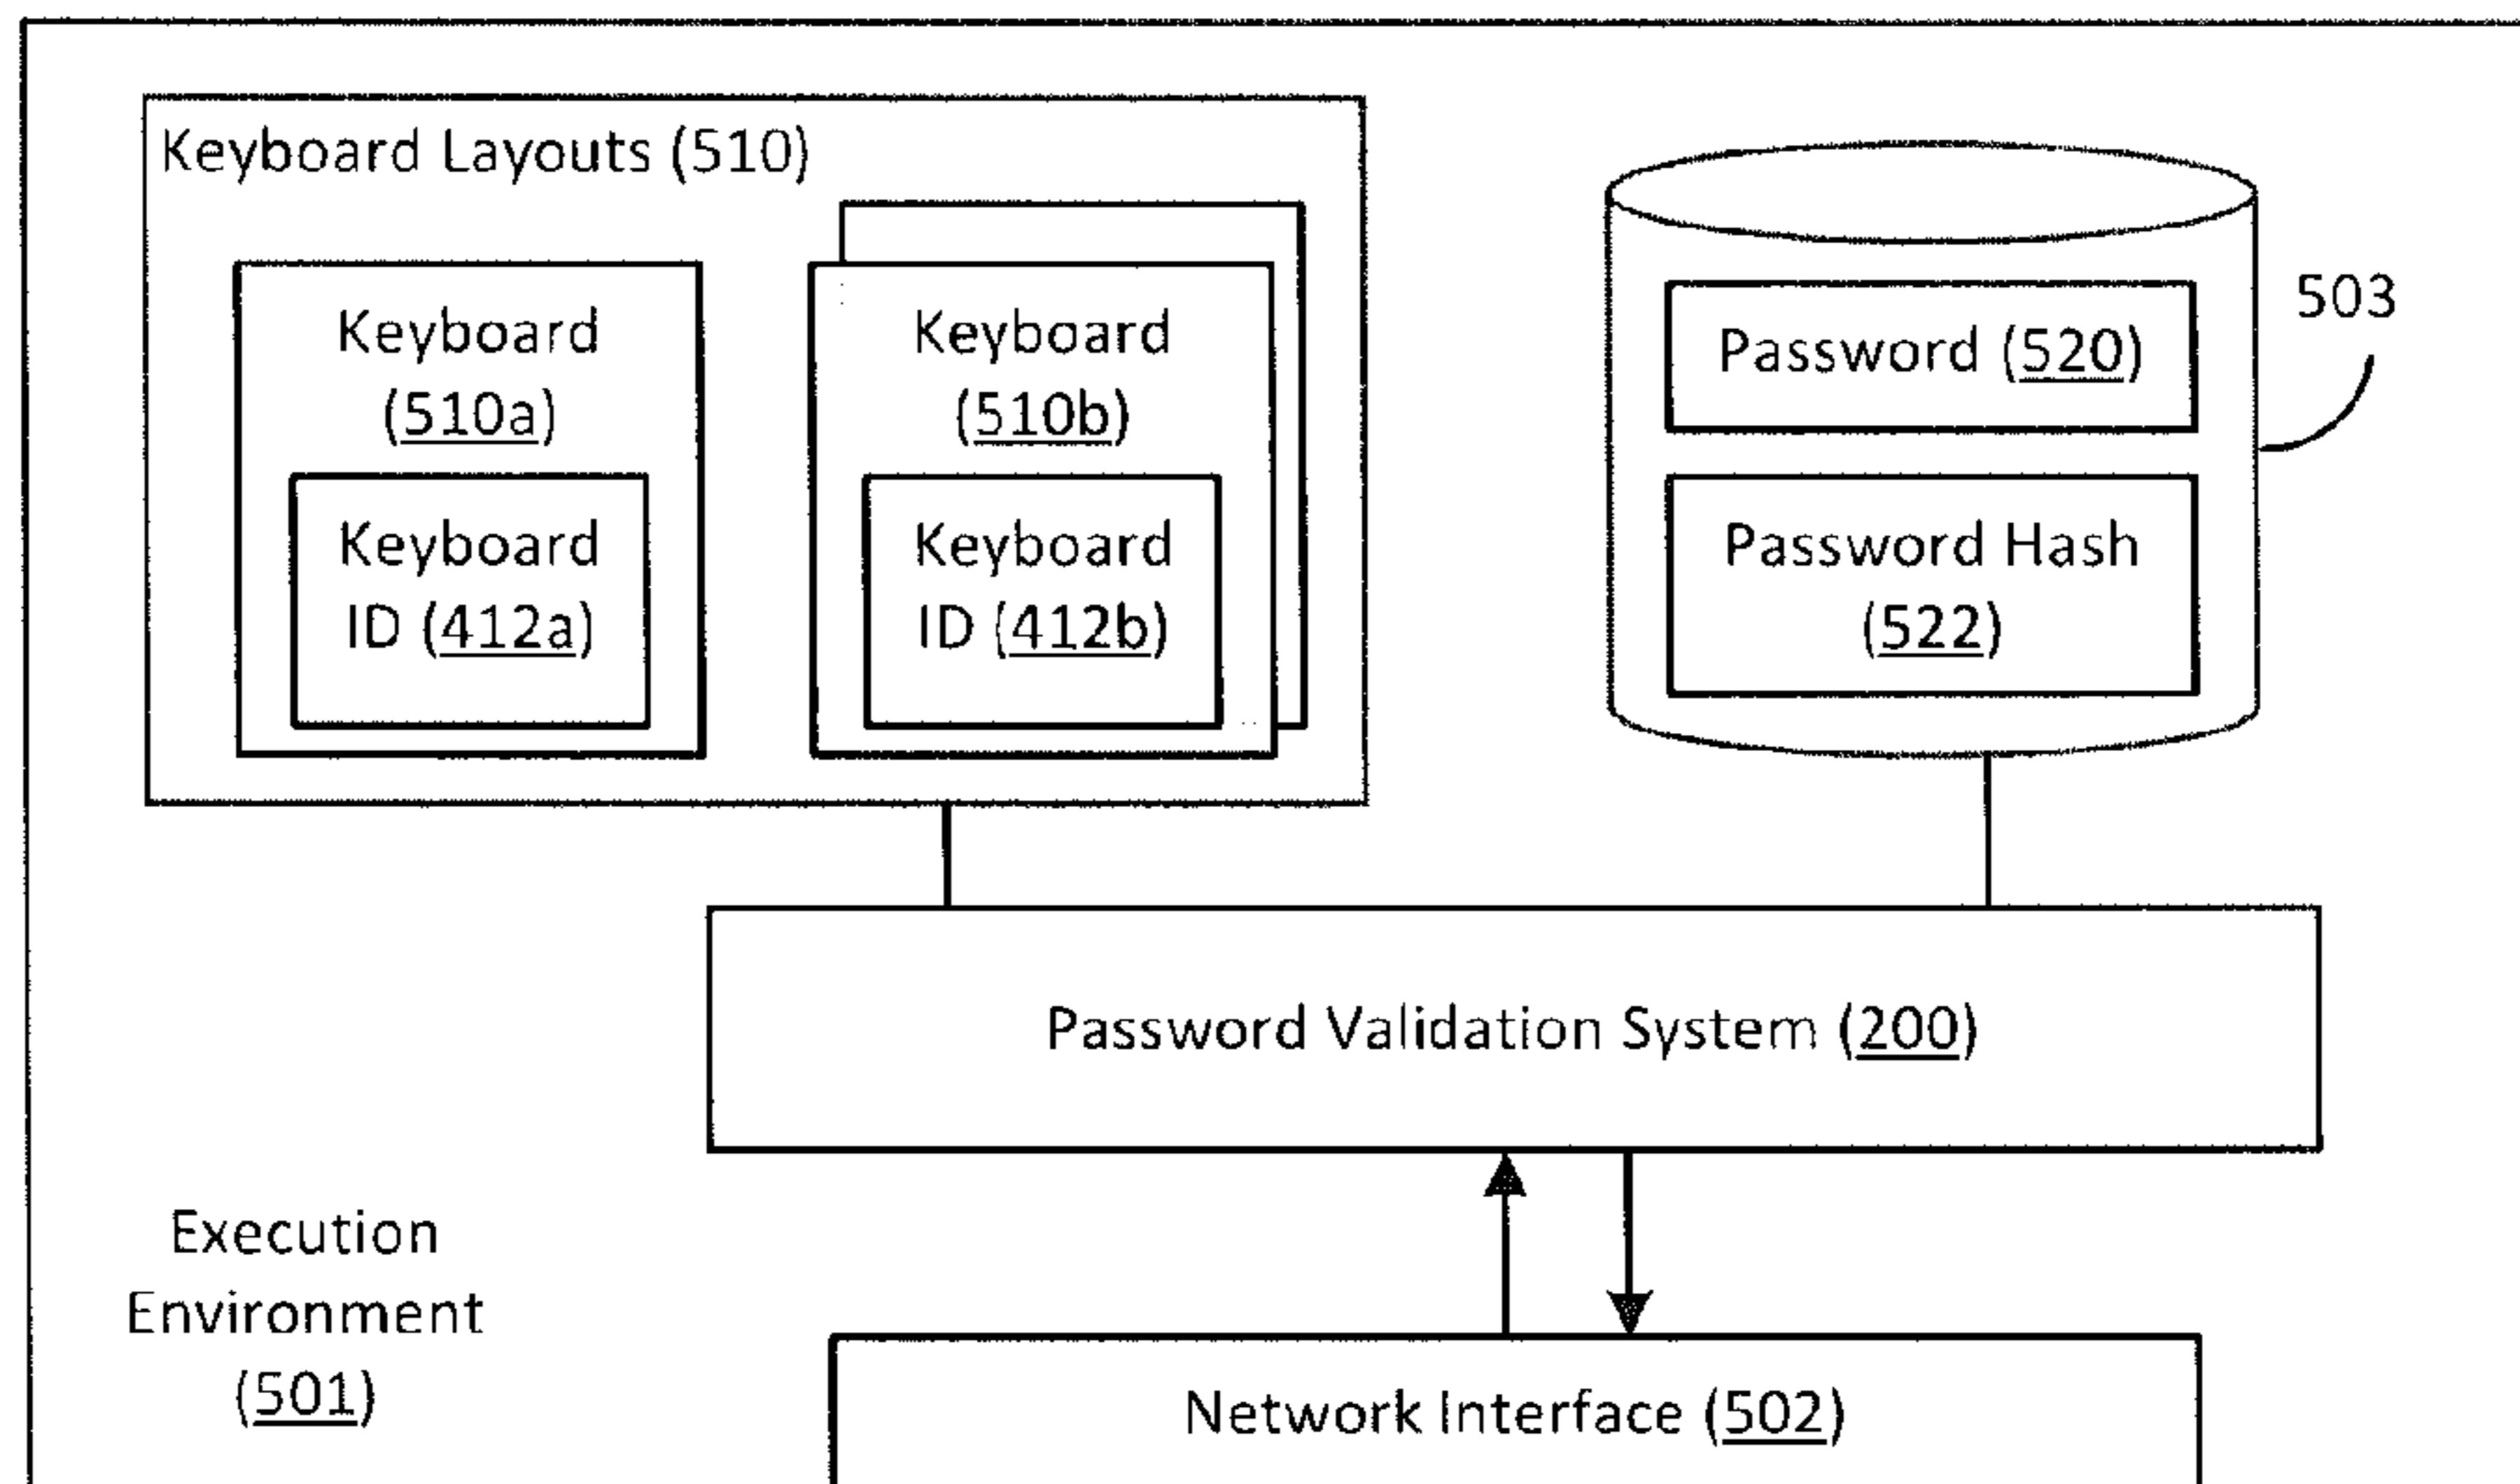 Keyboard Layouts (510)
Keyboard
(510a)
Keyboard
ID (412a)
Keyboard
(510b)
Keyboard
ID (412b)
Password (520)
Password Hash
(522)
503
Password Validation System (200)
Execution
Environment
(501)
Network Interface (502)